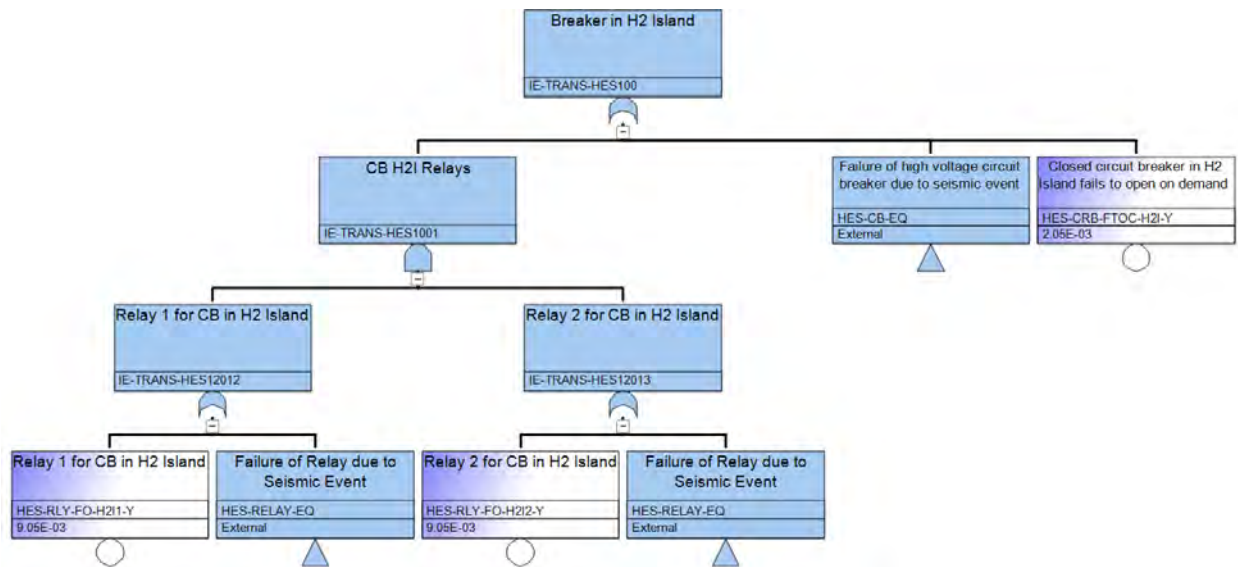 Breaker in H2 Island
IE-TRANS-HES100
CB H2I Relays
IE-TRANS-HES1001
Failure of high voltage circuit
breaker due to seismic event
HES-CB-EQ
External
Closed circuit breaker in H2
Island fails to open on demand
HES-CRB-FTOC-H2I-Y
2.05E-03
Relay 1 for CB in H2 Island
IE-TRANS-HES12012
Relay 2 for CB in H2 Island
IE-TRANS-HES12013
Relay 1 for CB in H2 Island
HES-RLY-FO-H2I1-Y
9.05E-03
Failure of Relay due to
Seismic Event
HES-RELAY-EQ
External
Relay 2 for CB in H2 Island
HES-RLY-FO-H2I2-Y
9.05E-03
Failure of Relay due to
Seismic Event
HES-RELAY-EQ
External